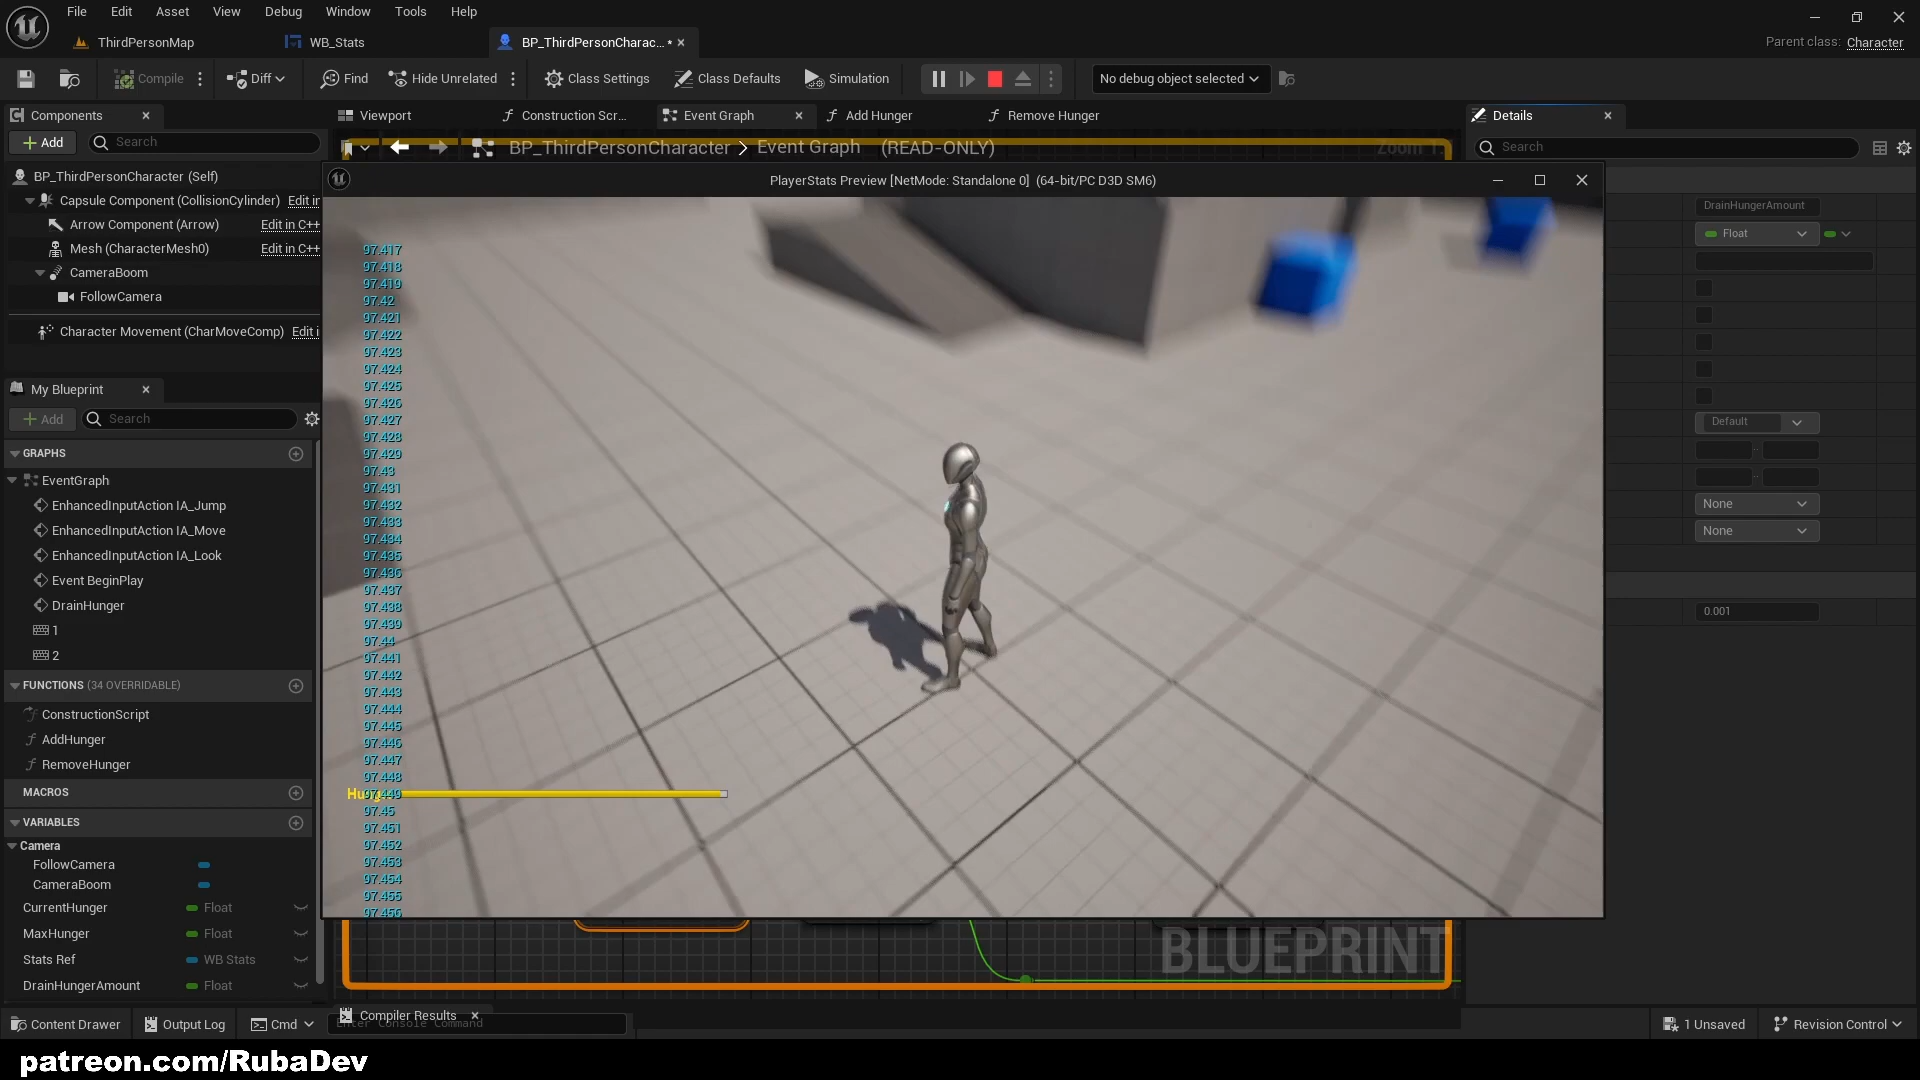 File Edit Asset View Debug Window Tools Help
ThirdPersonMap
WB_Stats
BP_ThirdPersonCharac... •
Parent class: Character
Compile
Diff
Find
Hide Unrelated
Class Settings
Class Defaults
Simulation
No debug object selected
Components
Viewport
Construction Scr...
Event Graph
Add Hunger
Remove Hunger
Details
Add
Search
BP_ThirdPersonCharacter > Event Graph (READ-ONLY)
Search
BP_ThirdPersonCharacter (Self)
PlayerStats Preview [NetMode: Standalone 0] (64-bit/PC D3D SM6)
Capsule Component (CollisionCylinder) Edit in
Arrow Component (Arrow) Edit in C++
Mesh (CharacterMesh0) Edit in C++
CameraBoom
FollowCamera
Character Movement (CharMoveComp) Edit i
DrainHungerAmount
Float
Default
None
None
0.001
97.417
97.418
97.419
97.42
97.421
97.422
97.423
97.424
97.425
97.426
97.427
97.428
97.429
97.43
97.431
97.432
97.433
97.434
97.435
97.436
97.437
97.438
97.439
97.44
97.441
97.442
97.443
97.444
97.445
97.446
97.447
97.448
97.449
97.45
97.451
97.452
97.453
97.454
97.455
97.456
My Blueprint
Add
Search
GRAPHS
EventGraph
EnhancedInputAction IA_Jump
EnhancedInputAction IA_Move
EnhancedInputAction IA_Look
Event BeginPlay
DrainHunger
1
2
FUNCTIONS (34 OVERRIDABLE)
ConstructionScript
AddHunger
RemoveHunger
MACROS
VARIABLES
Camera
FollowCamera
CameraBoom
CurrentHunger Float
MaxHunger Float
Stats Ref WB Stats
DrainHungerAmount Float
BLUEPRINT
Compiler Results
Content Drawer
Output Log
Cmd
Enter Console Command
1 Unsaved
Revision Control
patreon.com/RubaDev